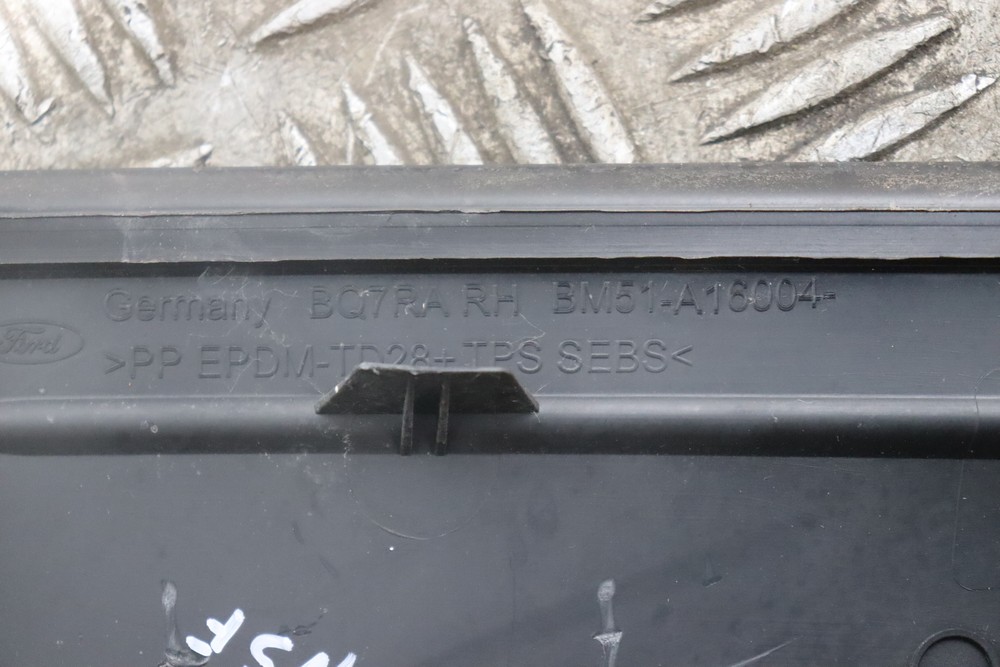 Germany BQ7RA RH BM51-A16004-
Ford
>PP EPDM-TD28+TPS SEBS<